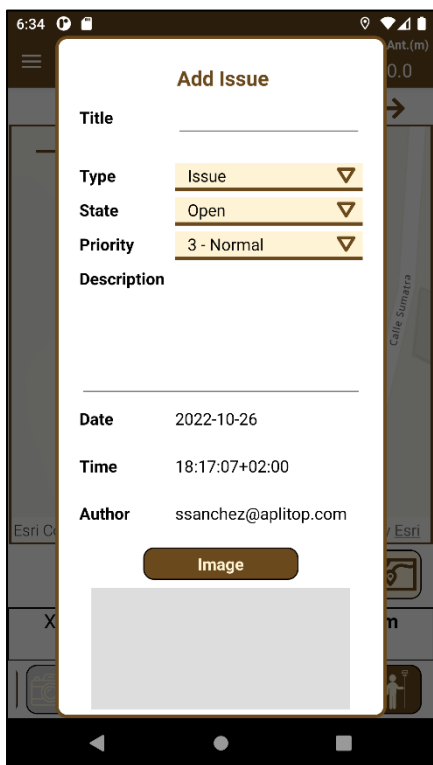 6:34
Ant.(m)
0.0
Add Issue
Title
Type Issue
State Open
Priority 3 - Normal
Description
Calle Sumatra
Date 2022-10-26
Time 18:17:07+02:00
Author ssanchez@aplitop.com
Esri
Esri
Image
X
m